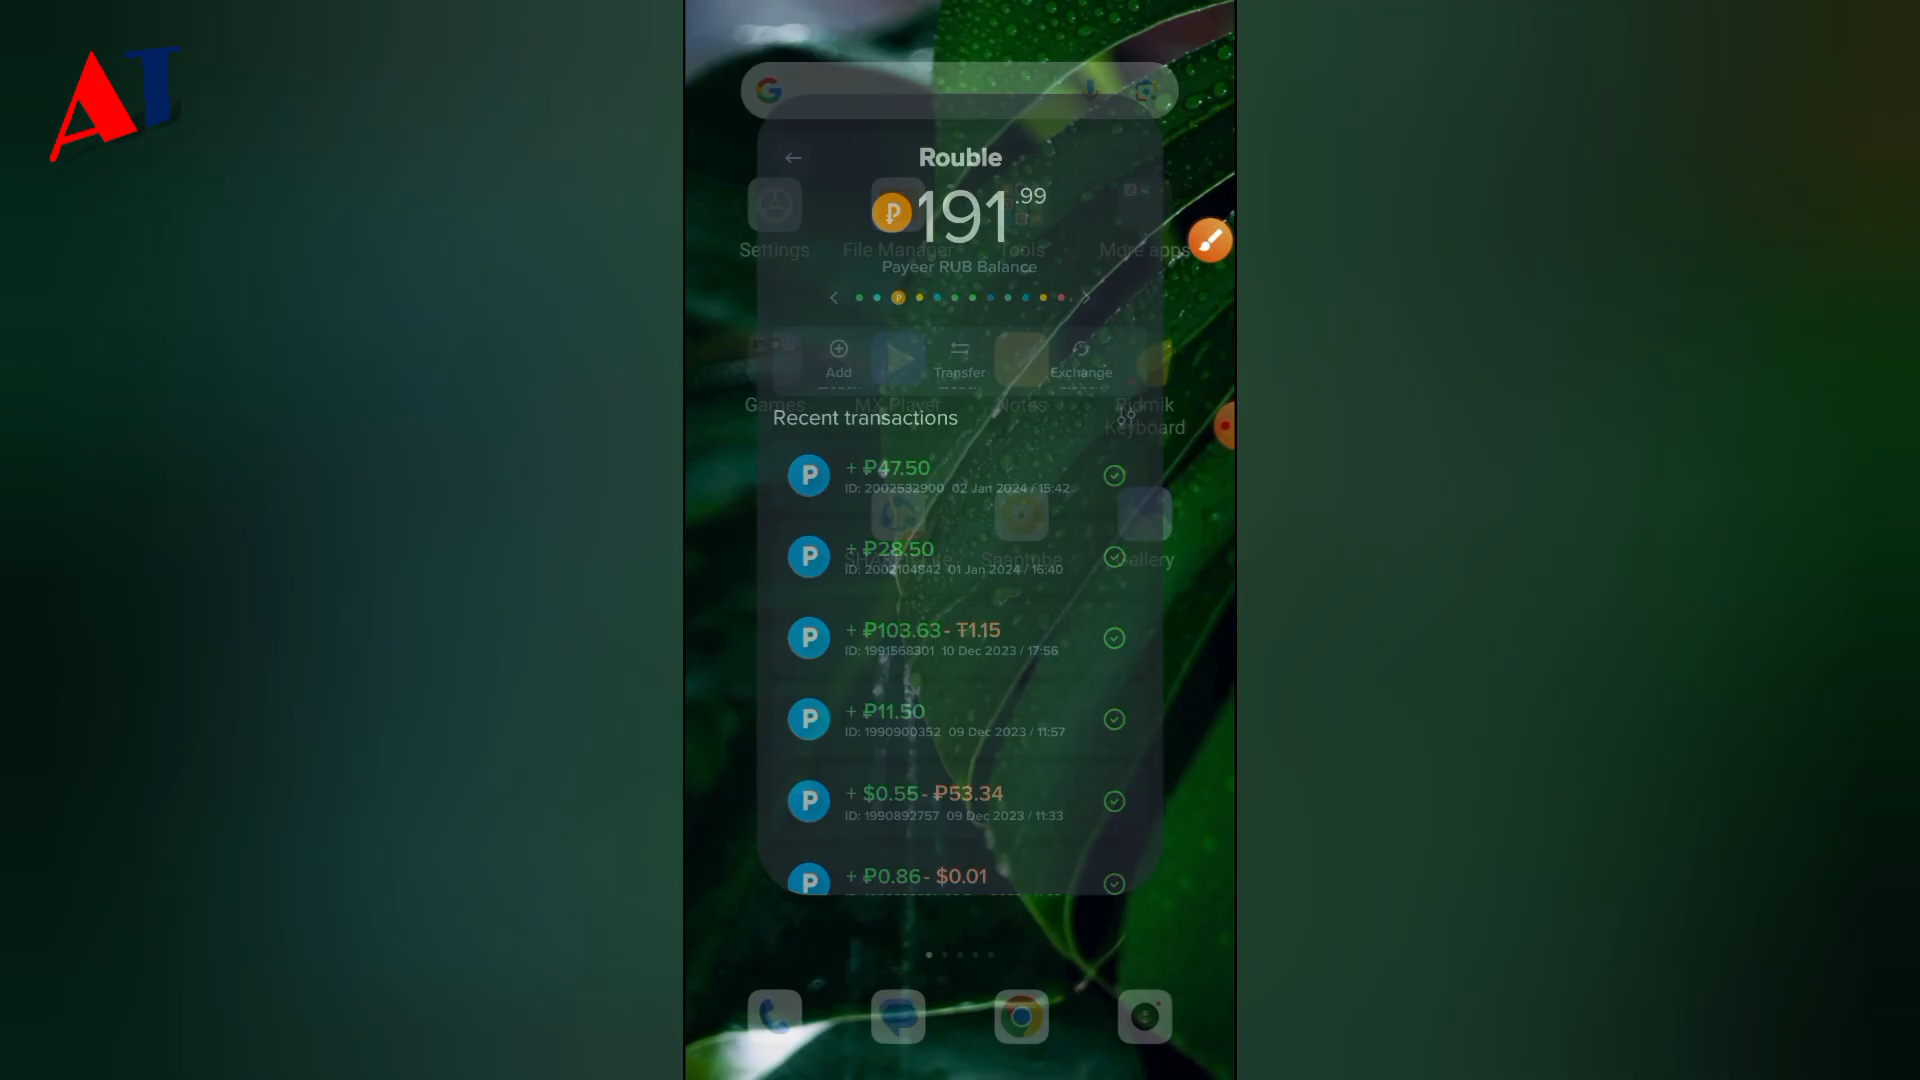 AT
Rouble
₽191.99
Settings
File Manager
Tools
More apps
Payeer RUB Balance
Add
Transfer
Exchange
Games
MX Player
Notes
Ridmik
Keyboard
Recent transactions
P + ₽47.50
ID: 2002532900 02 Jan 2024 / 15:42
P + ₽28.50
Snaptube
Gallery
ID: 2002104842 01 Jan 2024 / 16:40
P + ₽103.63 - ₮1.15
ID: 1991568301 10 Dec 2023 / 17:56
P + ₽11.50
ID: 1990900352 09 Dec 2023 / 11:57
P + $0.55 - ₽53.34
ID: 1990892757 09 Dec 2023 / 11:33
P + ₽0.86 - $0.01